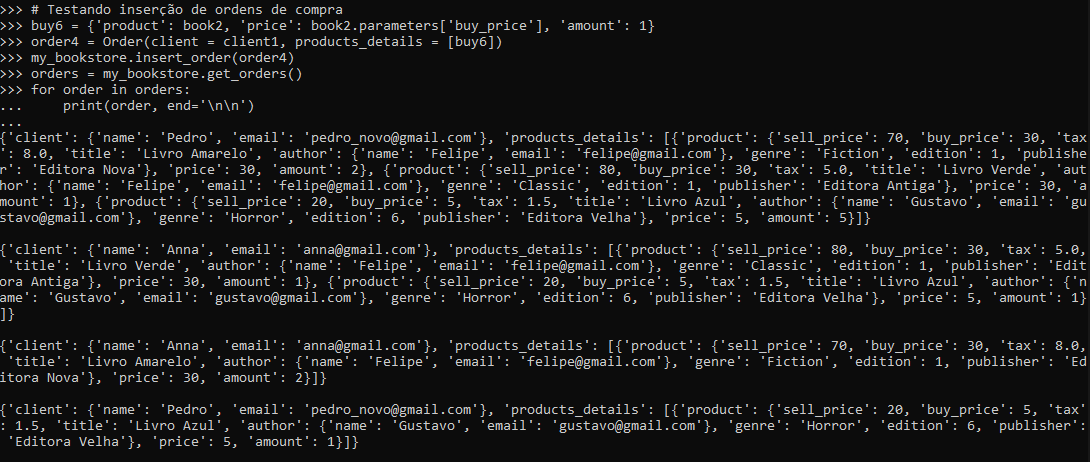 >>> # Testando inserção de ordens de compra
>>> buy6 = {'product': book2, 'price': book2.parameters['buy_price'], 'amount': 1}
>>> order4 = Order(client = client1, products_details = [buy6])
>>> my_bookstore.insert_order(order4)
>>> orders = my_bookstore.get_orders()
>>> for order in orders:
...     print(order, end='\n\n')
...
{'client': {'name': 'Pedro', 'email': 'pedro_novo@gmail.com'}, 'products_details': [{'product': {'sell_price': 70, 'buy_price': 30, 'tax
': 8.0, 'title': 'Livro Amarelo', 'author': {'name': 'Felipe', 'email': 'felipe@gmail.com'}, 'genre': 'Fiction', 'edition': 1, 'publishe
r': 'Editora Nova'}, 'price': 30, 'amount': 2}, {'product': {'sell_price': 80, 'buy_price': 30, 'tax': 5.0, 'title': 'Livro Verde', 'aut
hor': {'name': 'Felipe', 'email': 'felipe@gmail.com'}, 'genre': 'Classic', 'edition': 1, 'publisher': 'Editora Antiga'}, 'price': 30, 'a
mount': 1}, {'product': {'sell_price': 20, 'buy_price': 5, 'tax': 1.5, 'title': 'Livro Azul', 'author': {'name': 'Gustavo', 'email': 'gu
stavo@gmail.com'}, 'genre': 'Horror', 'edition': 6, 'publisher': 'Editora Velha'}, 'price': 5, 'amount': 5}]}
{'client': {'name': 'Anna', 'email': 'anna@gmail.com'}, 'products_details': [{'product': {'sell_price': 80, 'buy_price': 30, 'tax': 5.0,
 'title': 'Livro Verde', 'author': {'name': 'Felipe', 'email': 'felipe@gmail.com'}, 'genre': 'Classic', 'edition': 1, 'publisher': 'Edit
ora Antiga'}, 'price': 30, 'amount': 1}, {'product': {'sell_price': 20, 'buy_price': 5, 'tax': 1.5, 'title': 'Livro Azul', 'author': {'n
ame': 'Gustavo', 'email': 'gustavo@gmail.com'}, 'genre': 'Horror', 'edition': 6, 'publisher': 'Editora Velha'}, 'price': 5, 'amount': 1}
]}
{'client': {'name': 'Anna', 'email': 'anna@gmail.com'}, 'products_details': [{'product': {'sell_price': 70, 'buy_price': 30, 'tax': 8.0,
 'title': 'Livro Amarelo', 'author': {'name': 'Felipe', 'email': 'felipe@gmail.com'}, 'genre': 'Fiction', 'edition': 1, 'publisher': 'Ed
itora Nova'}, 'price': 30, 'amount': 2}]}
{'client': {'name': 'Pedro', 'email': 'pedro_novo@gmail.com'}, 'products_details': [{'product': {'sell_price': 20, 'buy_price': 5, 'tax'
: 1.5, 'title': 'Livro Azul', 'author': {'name': 'Gustavo', 'email': 'gustavo@gmail.com'}, 'genre': 'Horror', 'edition': 6, 'publisher':
 'Editora Velha'}, 'price': 5, 'amount': 1}]}